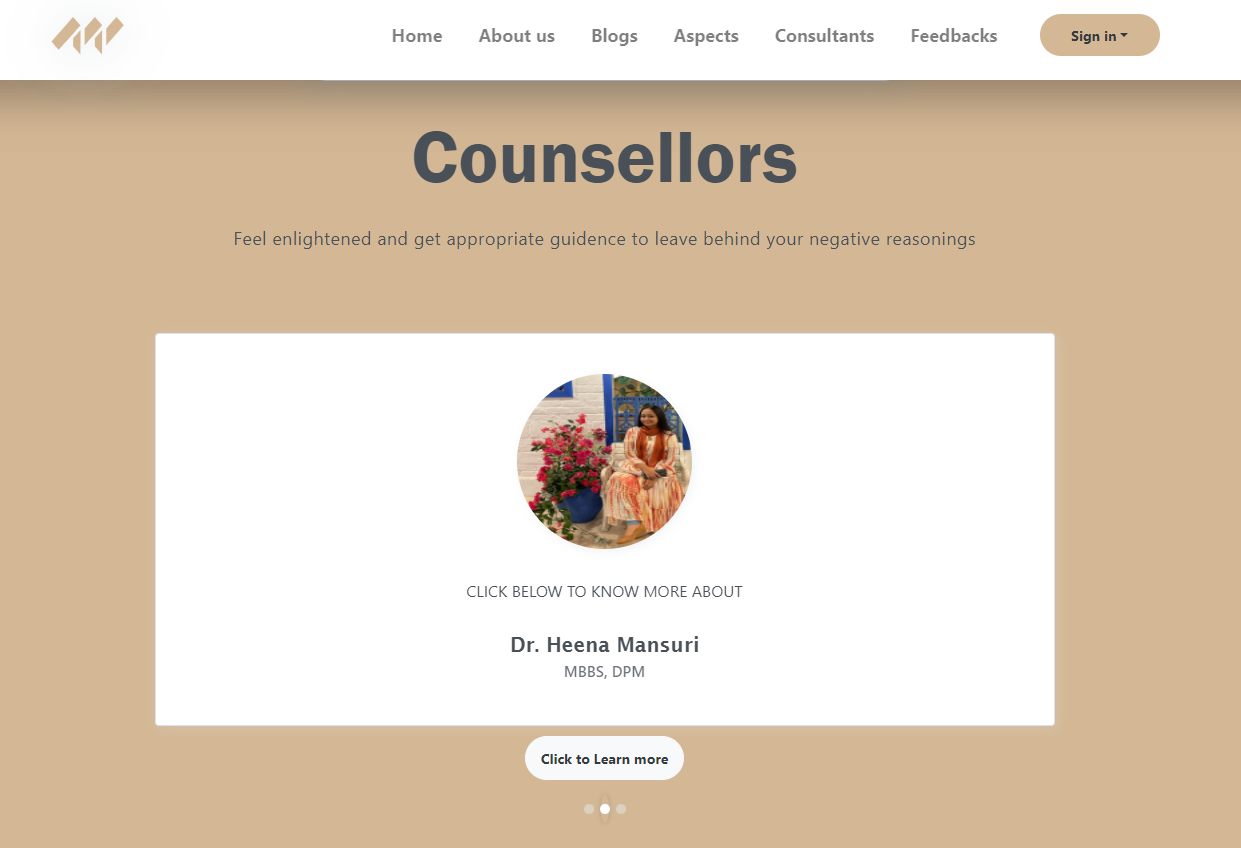 Home About us Blogs Aspects Consultants Feedbacks Sign in
Counsellors
Feel enlightened and get appropriate guidence to leave behind your negative reasonings
CLICK BELOW TO KNOW MORE ABOUT
Dr. Heena Mansuri
MBBS, DPM
Click to Learn more